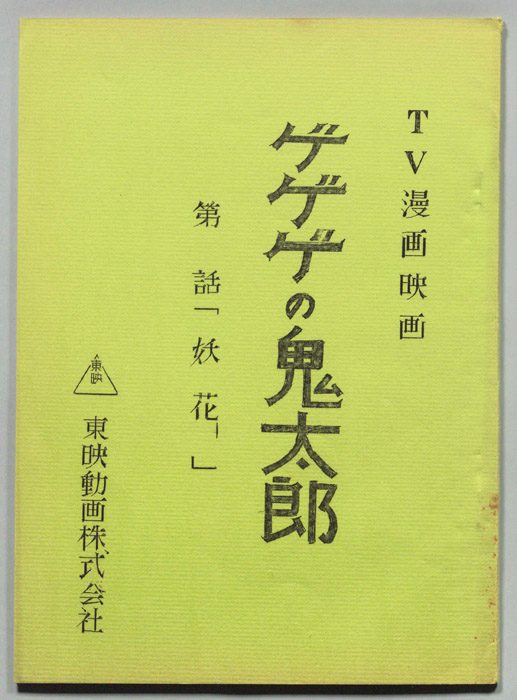 TV漫画映画
ゲゲゲの鬼太郎
第 話「妖花」
東映
東映動画株式会社